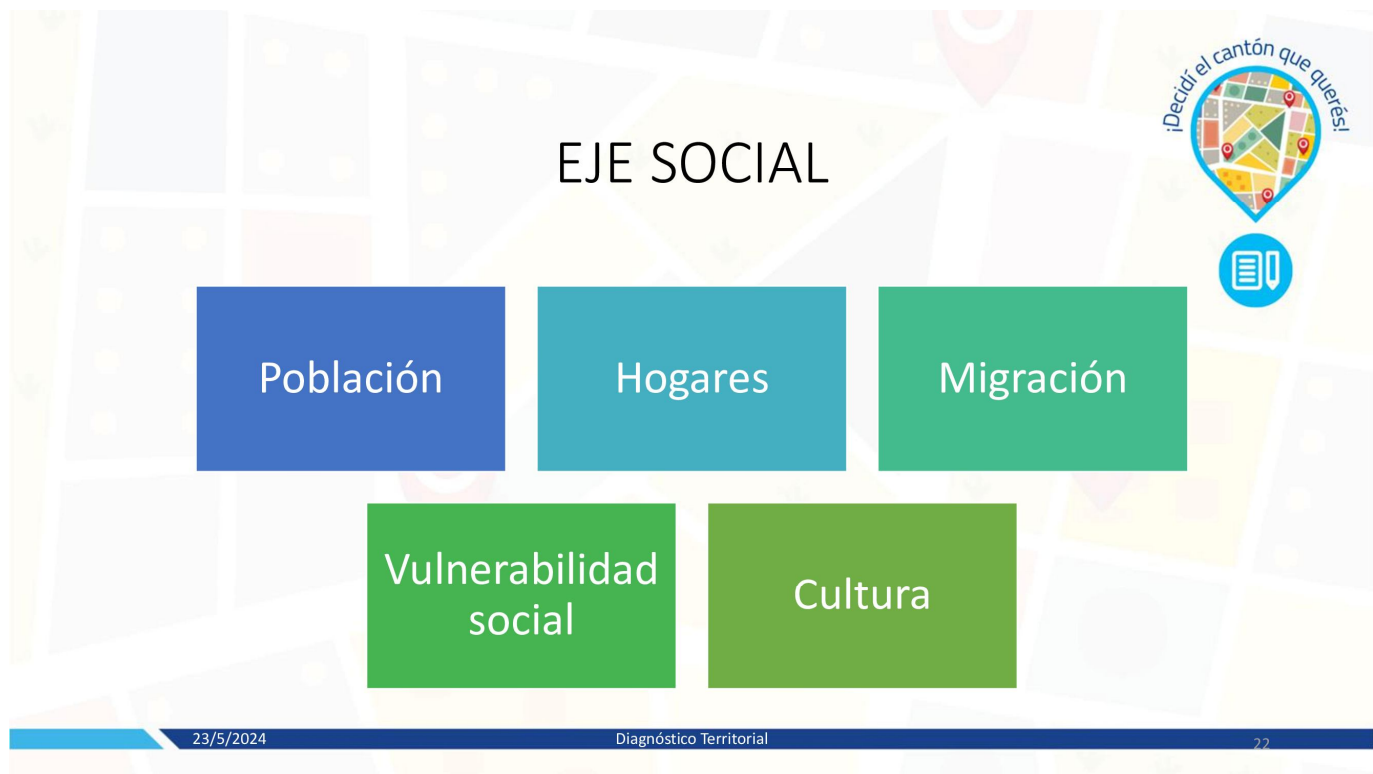 ¡Decidí el cantón que querés!
EJE SOCIAL
Población
Hogares
Migración
Vulnerabilidad
social
Cultura
23/5/2024
Diagnóstico Territorial
22